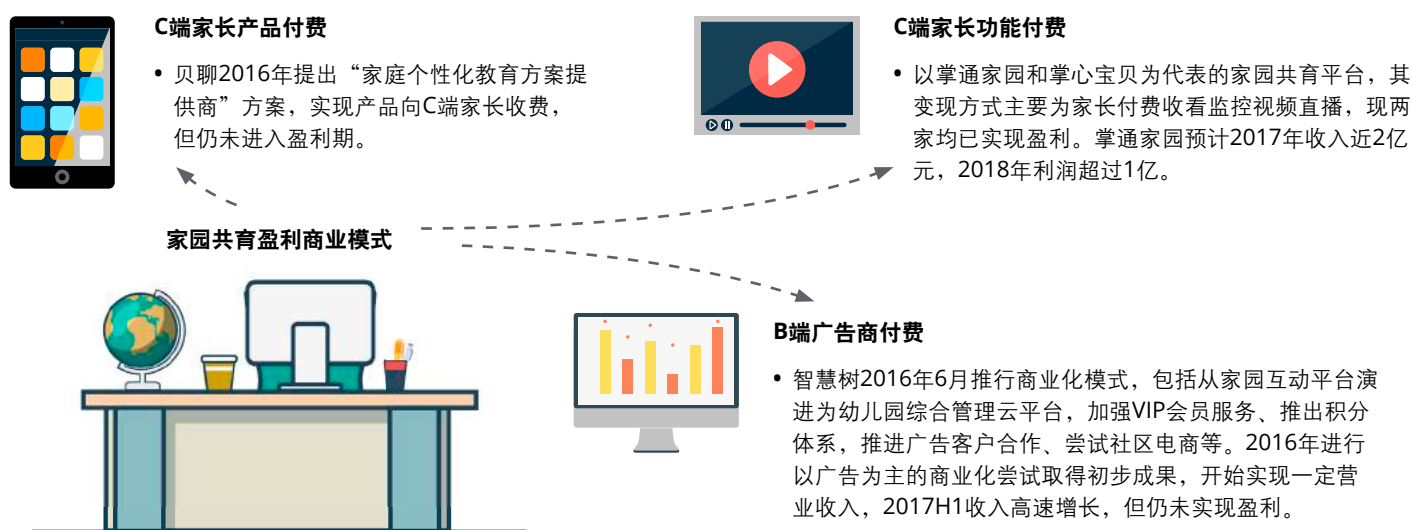 C端家长产品付费
• 贝聊2016年提出“家庭个性化教育方案提
供商”方案，实现产品向C端家长收费，
但仍未进入盈利期。
C端家长功能付费
• 以掌通家园和掌心宝贝为代表的家园共育平台，其
变现方式主要为家长付费收看监控视频直播，现两
家均已实现盈利。掌通家园预计2017年收入近2亿
元，2018年利润超过1亿。
家园共育盈利商业模式
B端广告商付费
• 智慧树2016年6月推行商业化模式，包括从家园互动平台演
进为幼儿园综合管理云平台，加强VIP会员服务、推出积分
体系，推进广告客户合作、尝试社区电商等。2016年进行
以广告为主的商业化尝试取得初步成果，开始实现一定营
业收入，2017H1收入高速增长，但仍未实现盈利。